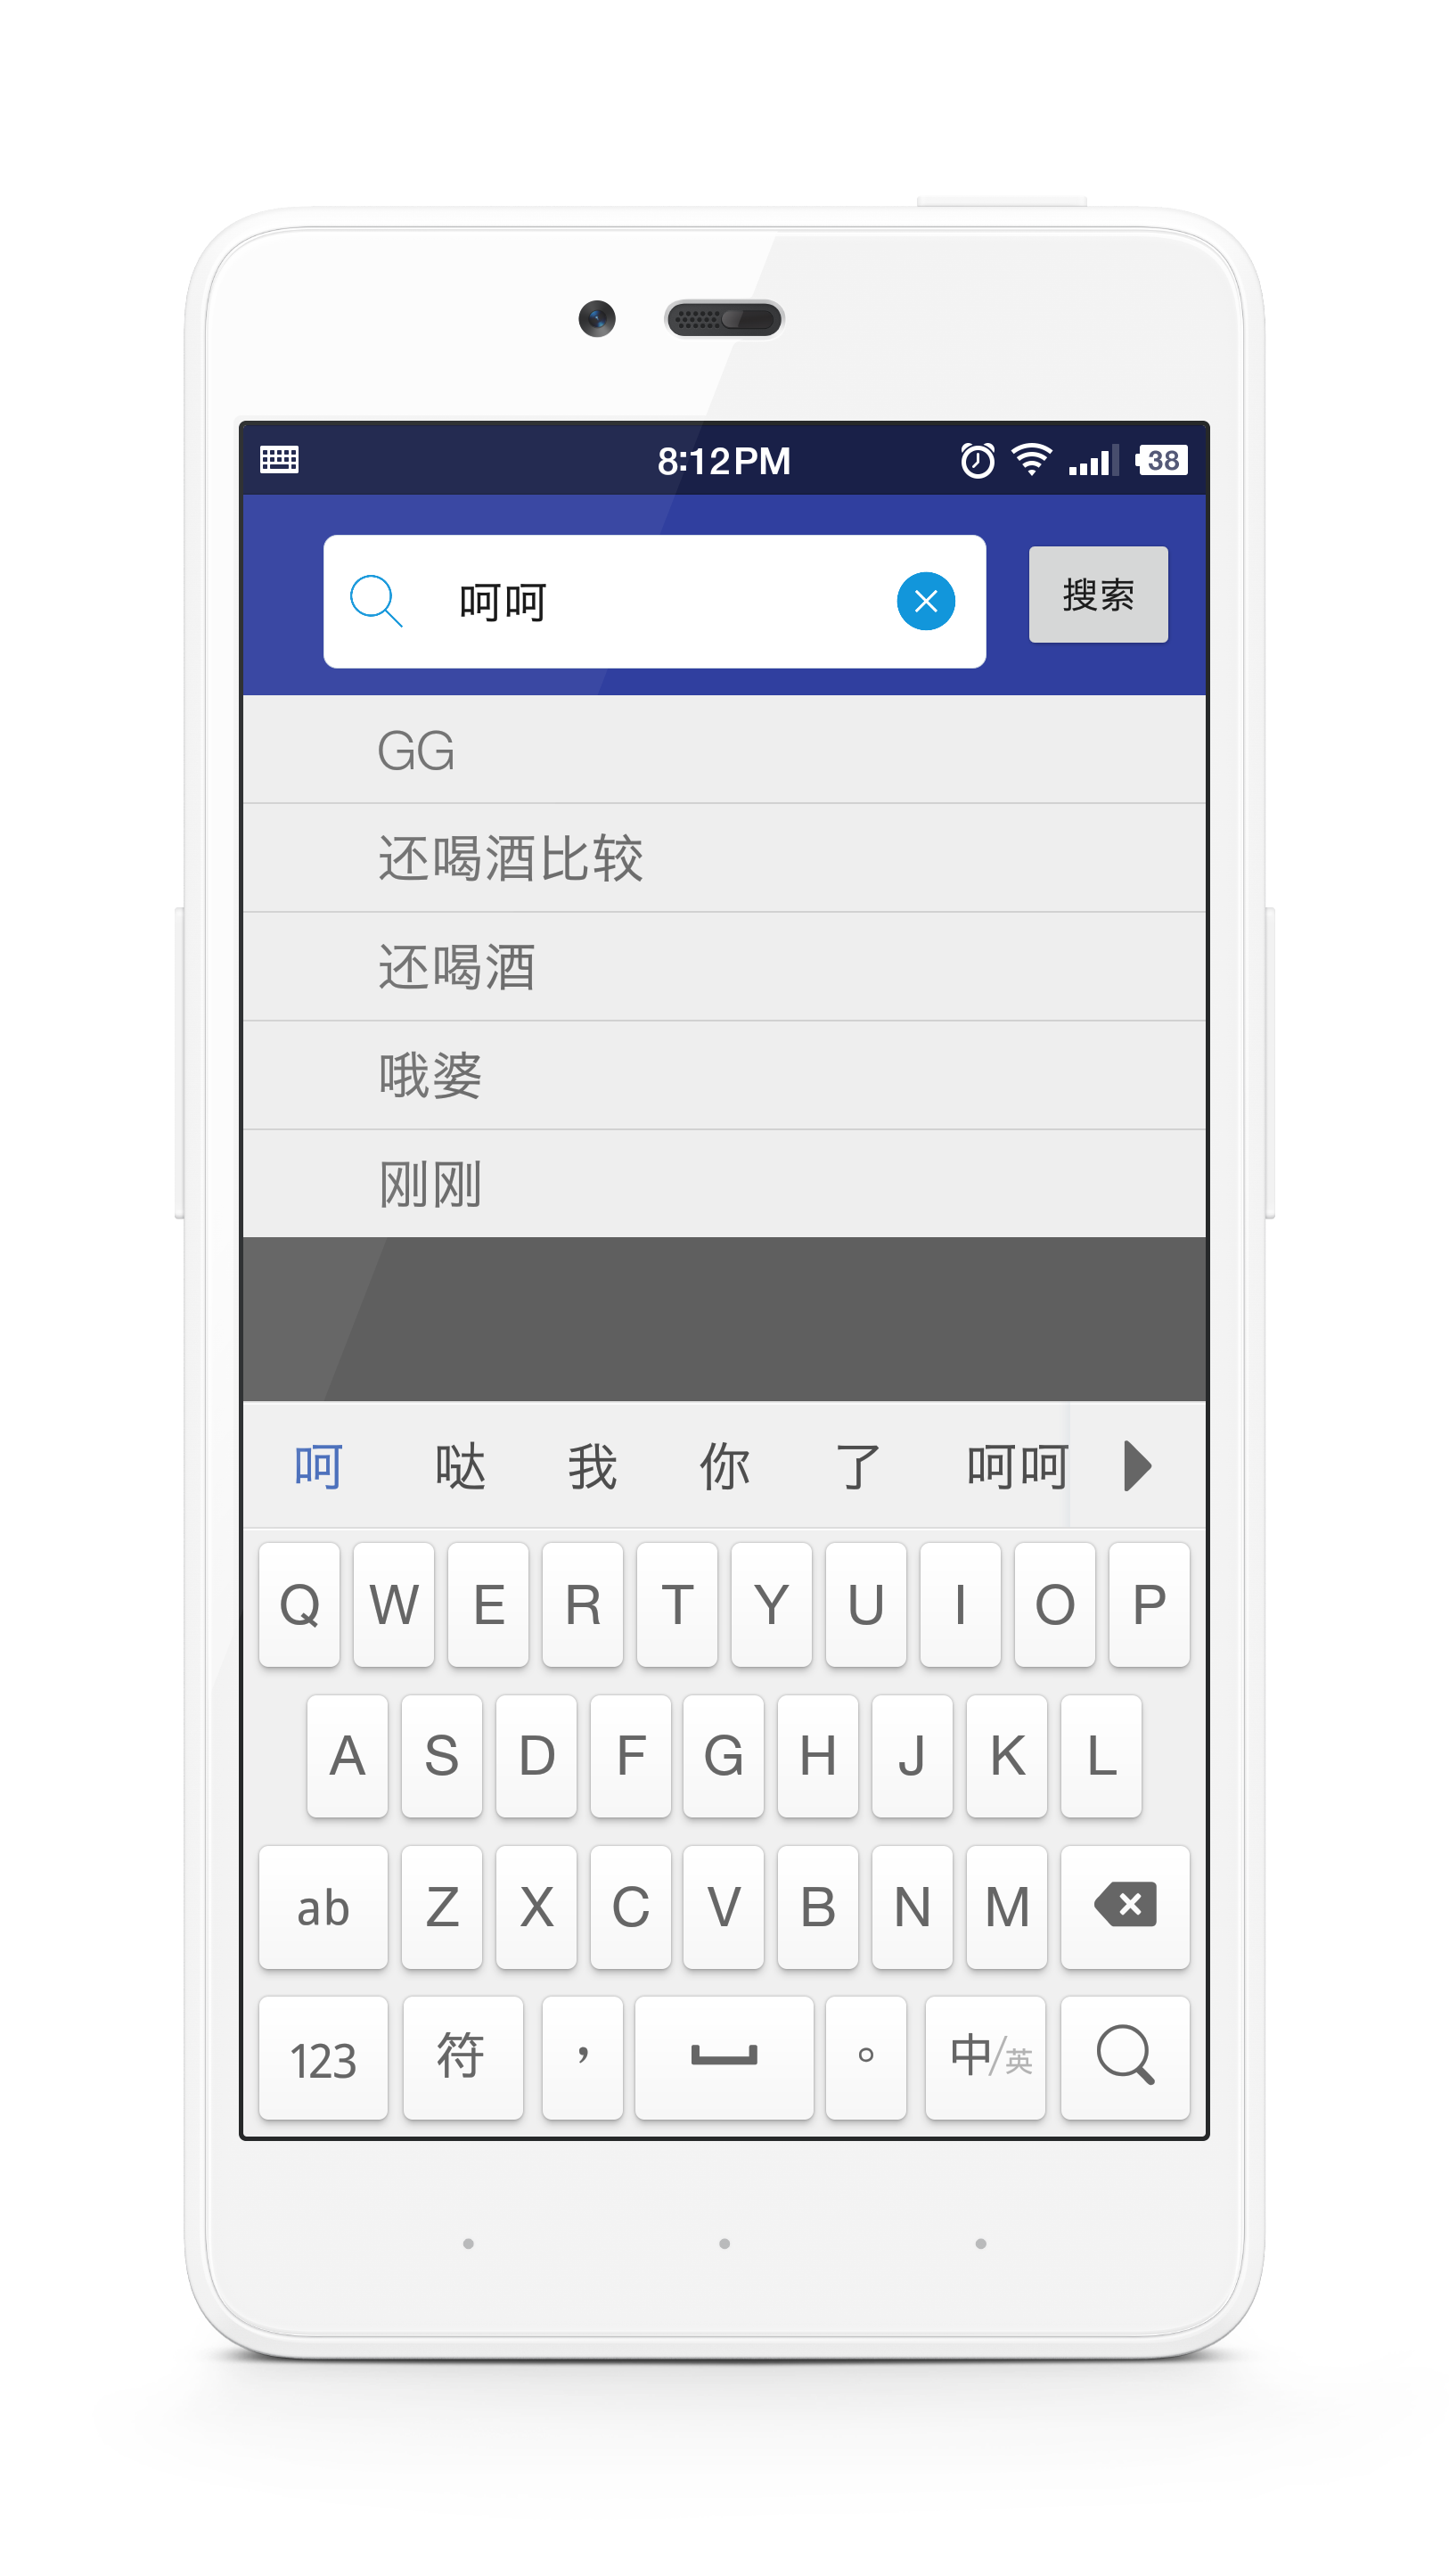 8:12PM 38
呵呵 搜索
GG
还喝酒比较
还喝酒
哦婆
刚刚
呵 哒 我 你 了 呵呵
Q W E R T Y U I O P
A S D F G H J K L
ab Z X C V B N M
123 符 ， 。 中/英